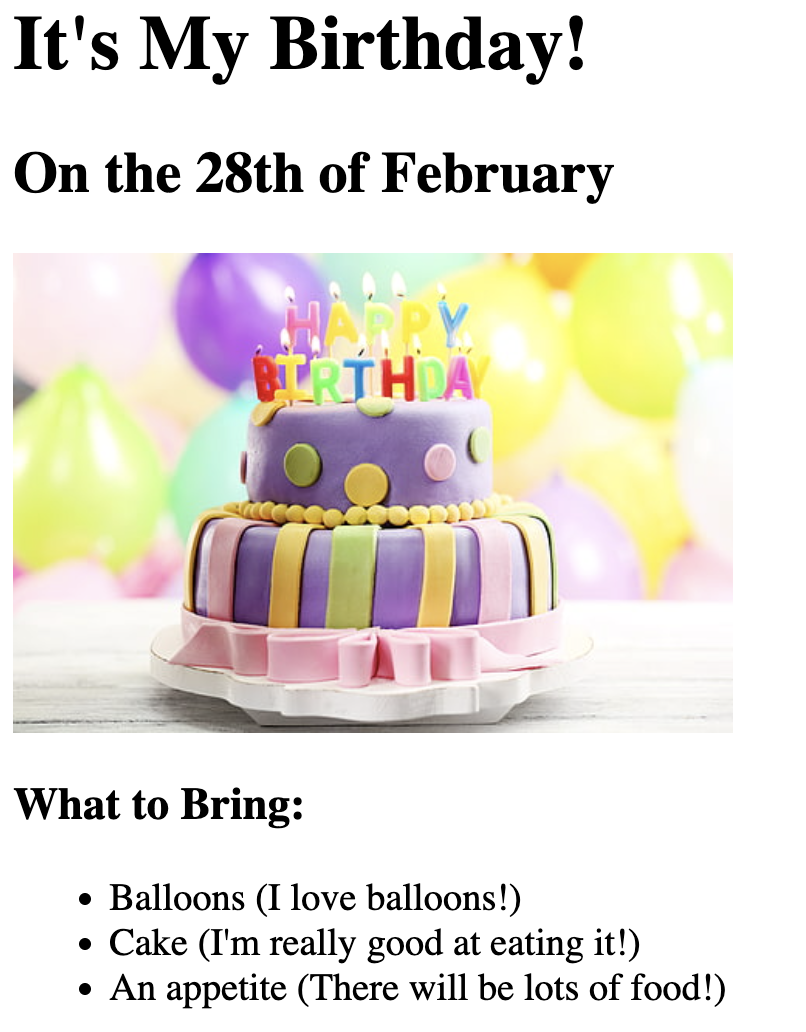 It's My Birthday!
On the 28th of February
HAPPY
BIRTHDAY
What to Bring:
• Balloons (I love balloons!)
• Cake (I'm really good at eating it!)
• An appetite (There will be lots of food!)